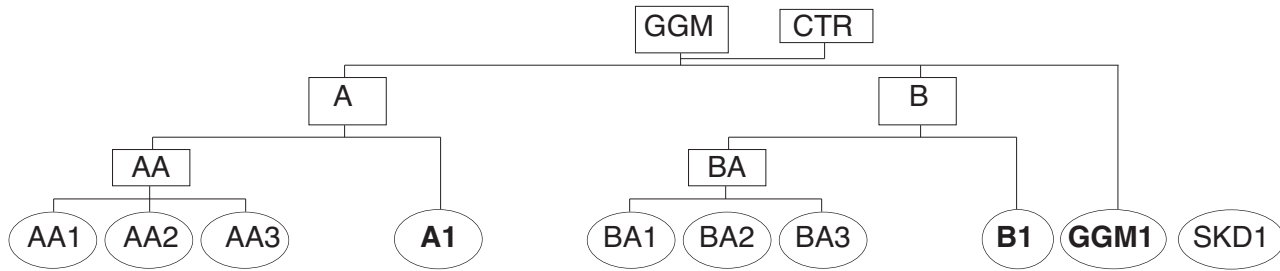 GGM CTR
A B
AA BA
AA1 AA2 AA3 A1 BA1 BA2 BA3 B1 GGM1 SKD1